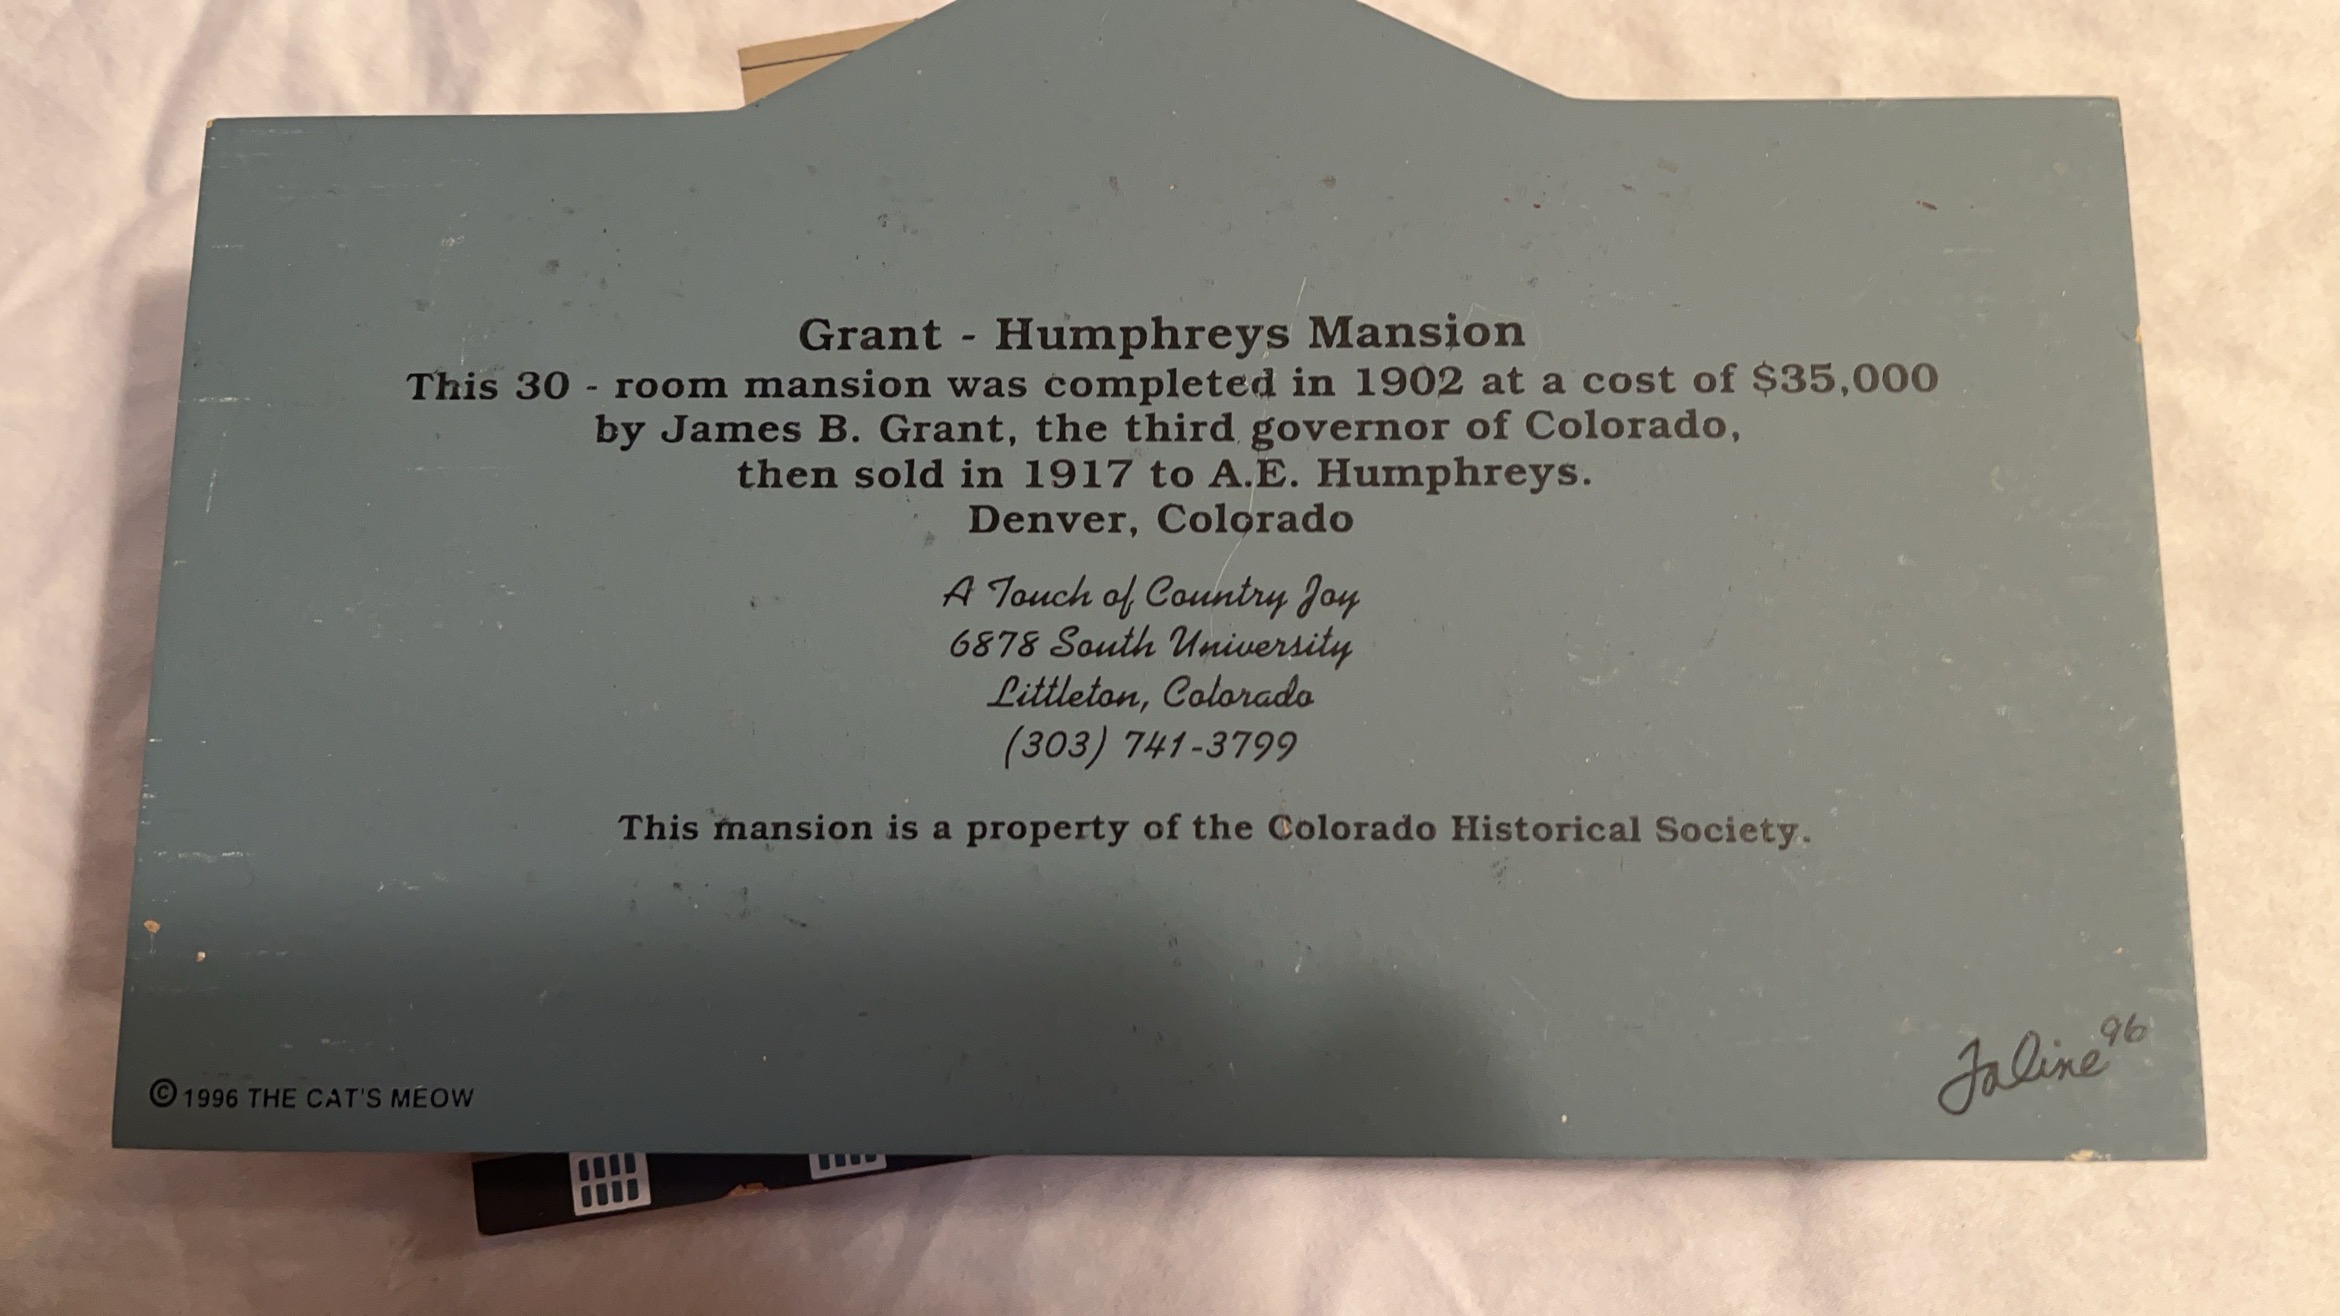 Grant - Humphreys Mansion
This 30 - room mansion was completed in 1902 at a cost of $35,000
by James B. Grant, the third governor of Colorado,
then sold in 1917 to A.E. Humphreys.
Denver, Colorado
A Touch of Country Joy
6878 South University
Littleton, Colorado
(303) 741-3799
This mansion is a property of the Colorado Historical Society.
© 1996 THE CAT'S MEOW
Faline 96